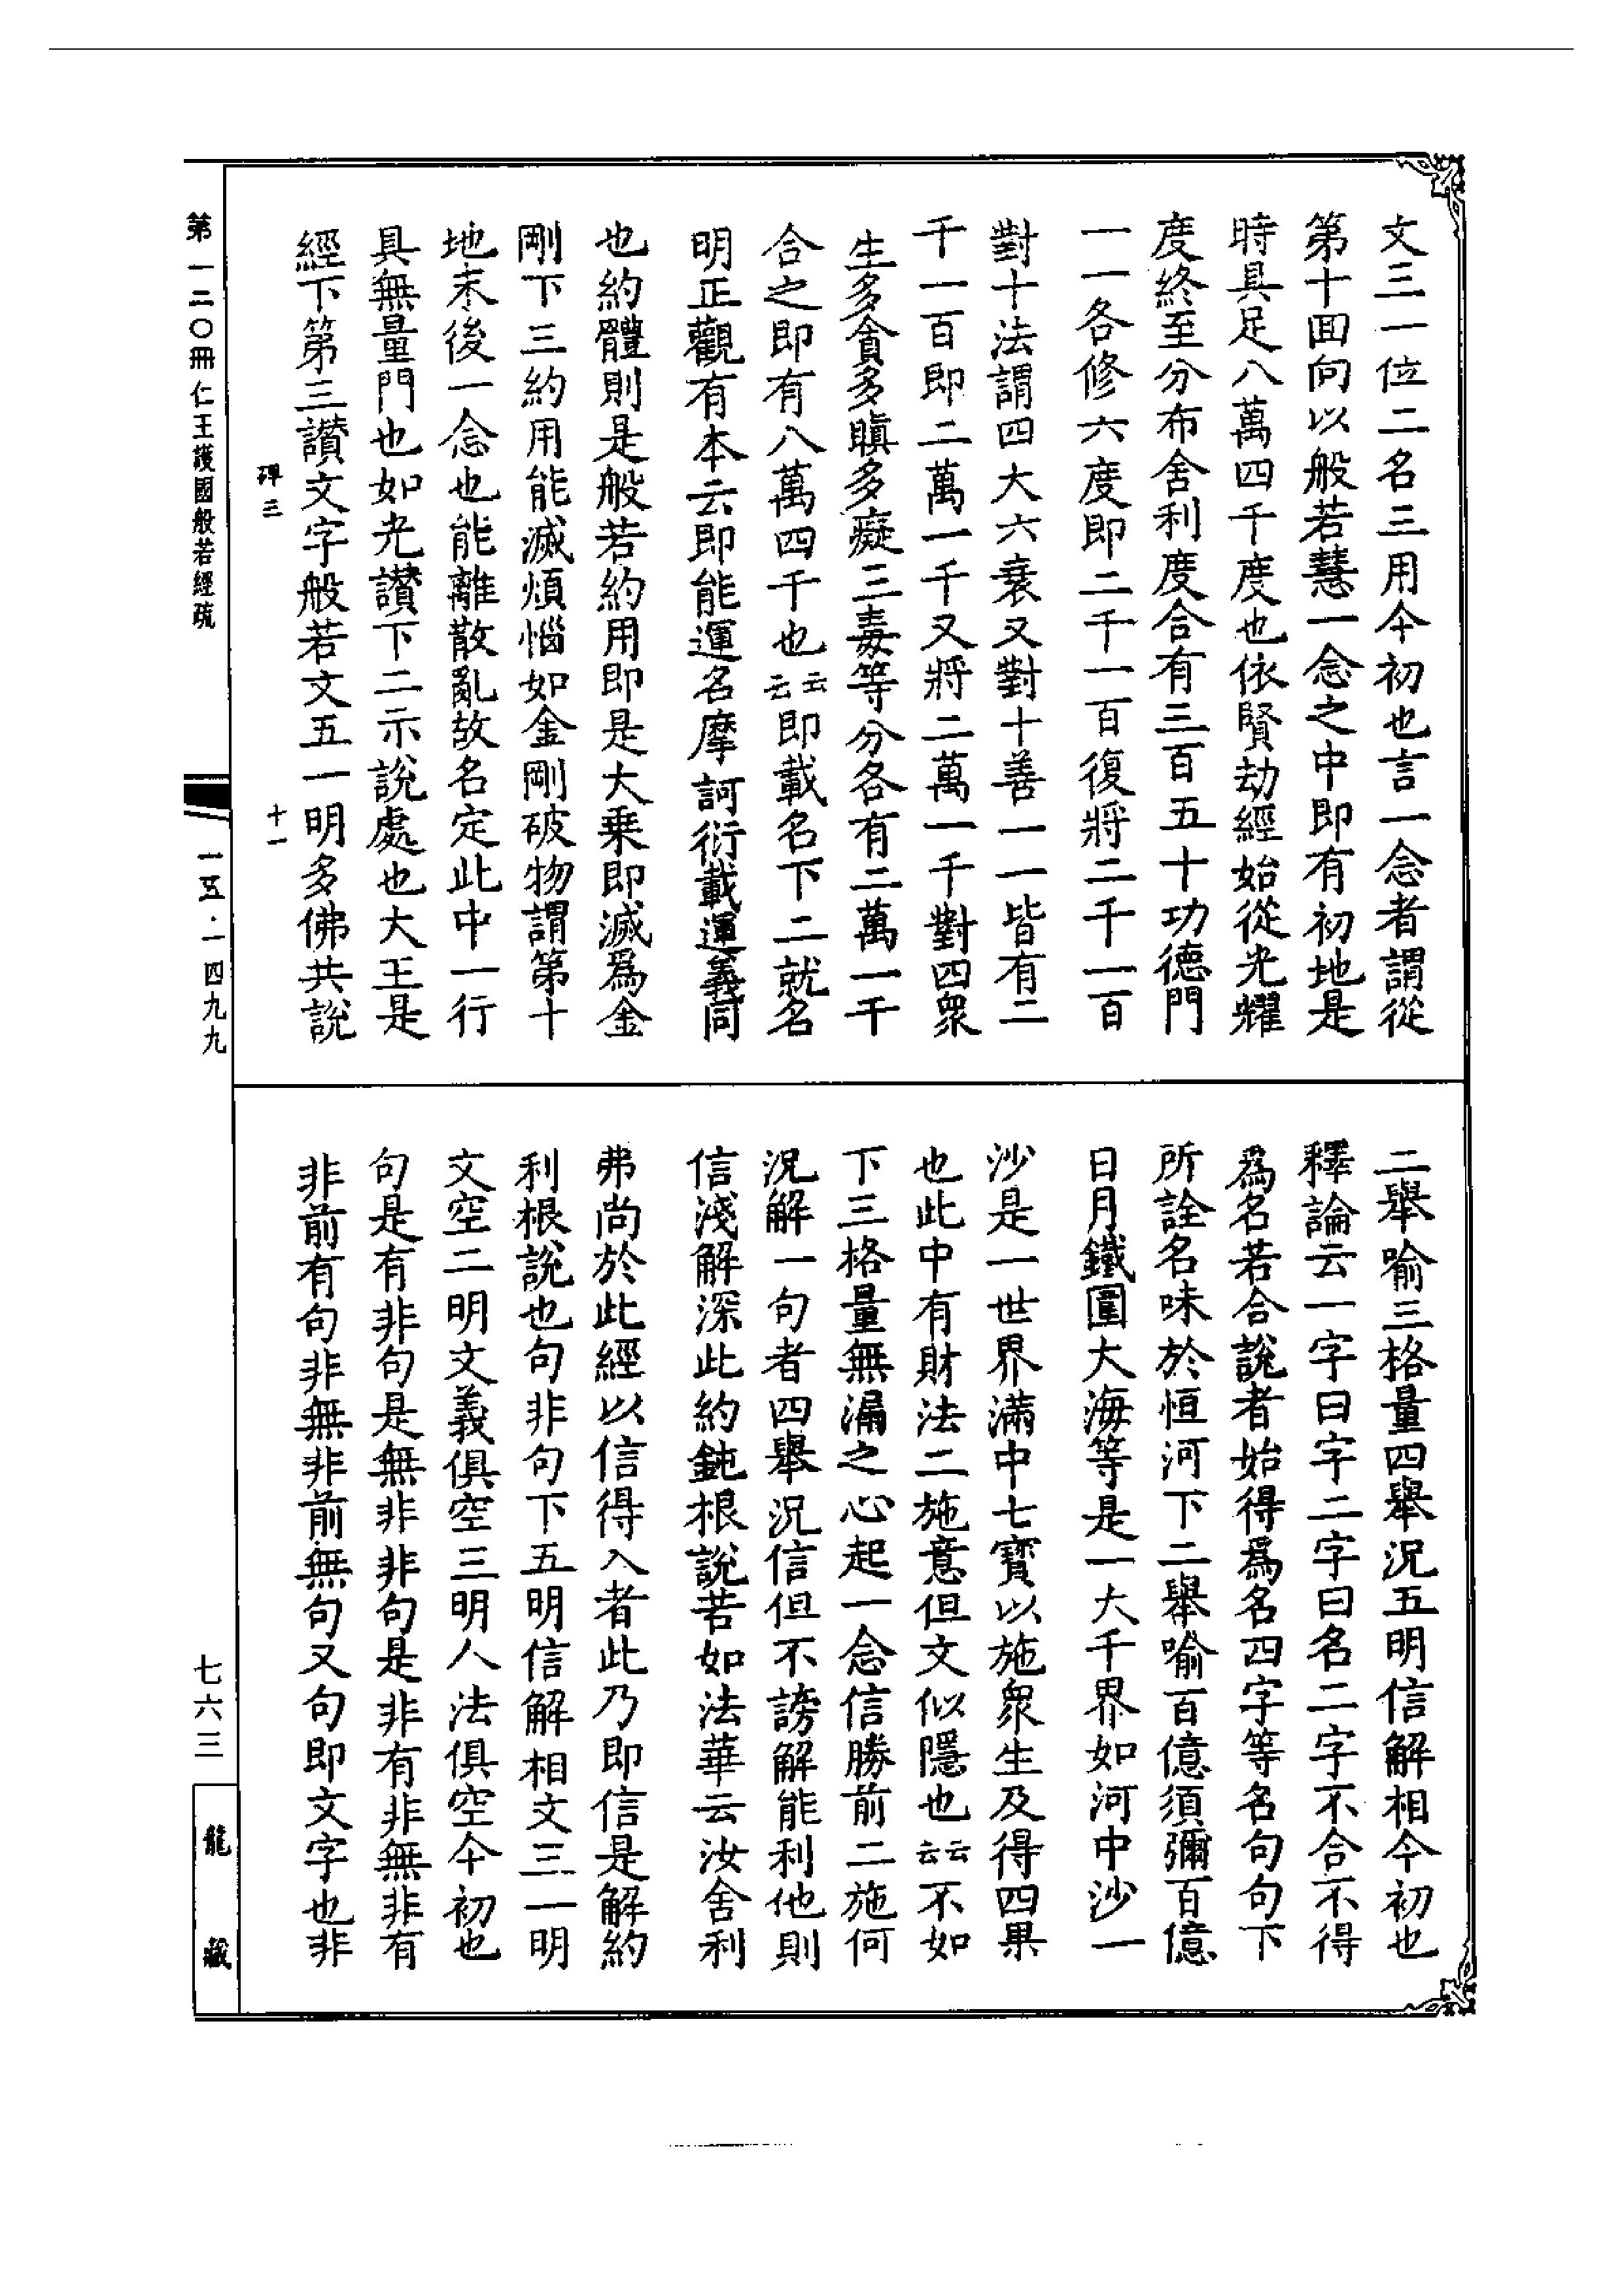 文三一位二名三用今初也言一念者謂從
第十回向以般若慧一念之中即有初地是
時具足八萬四千度也依賢劫經始從光耀
度終至分布舍利度合有三百五十功德門
一一各修六度即二千一百復將二千一百
對十法謂四大六衰又對十善一一皆有二
千一百即二萬一千又將二萬一千對四眾
生多貪多瞋多癡三毒等分各有二萬一千
合之即有八萬四千也云云即載名下二就名
明正觀有本云即能運名摩訶衍載運義同
也約體則是般若約用即是大乘即滅為金
剛下三約用能滅煩惱如金剛破物謂第十
地末後一念也能離散亂故名定此中一行
具無量門也如光讚下二示說處也大王是
經下第三讚文字般若文五一明多佛共說
二舉喻三格量四舉況五明信解相今初也
釋論云一字曰字二字曰名二字不合不得
為名若合說者始得為名四字等名句句下
所詮名味於恒河下二舉喻百億須彌百億
日月鐵圍大海等是一大千界如河中沙一
沙是一世界滿中七寶以施眾生及得四果
也此中有財法二施意但文似隱也云云不如
下三格量無漏之心起一念信勝前二施何
況解一句者四舉況信但不謗解能利他則
信淺解深此約鈍根說若如法華云汝舍利
弗尚於此經以信得入者此乃即信是解約
利根說也句非句下五明信解相文三一明
文空二明文義俱空三明人法俱空今初也
句是有非句是無非非句是非有非無非有
非前有句非無非前無句又句即文字也非
第一二〇冊 仁王護國般若經疏
十一
一五·一四九九
七六三
龍藏